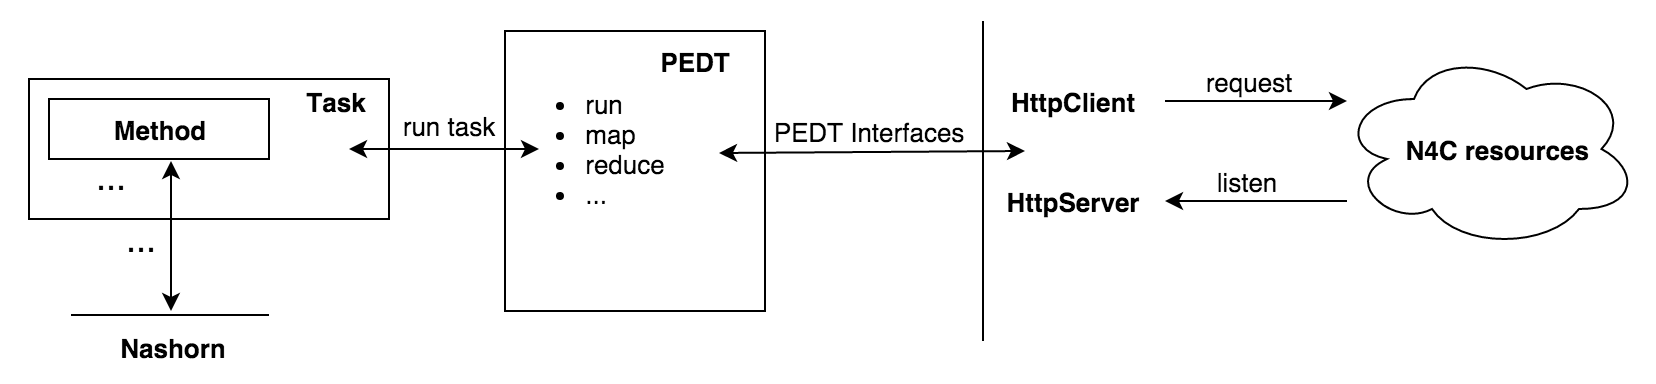 Task
Method
...
...
Nashorn
run task
PEDT
• run
• map
• reduce
• ...
PEDT Interfaces
HttpClient
HttpServer
request
listen
N4C resources